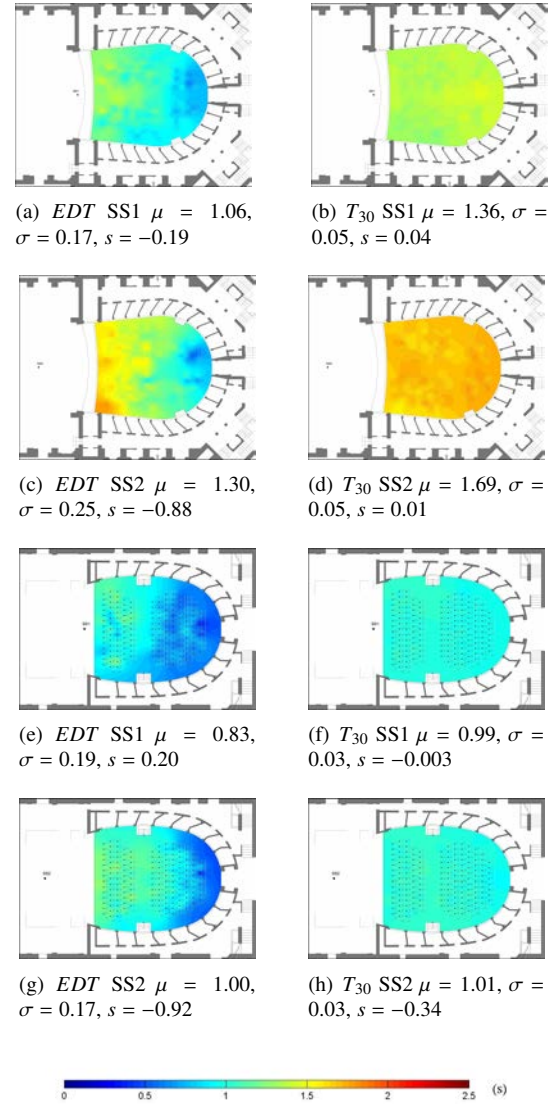 (a) EDT SS1 μ = 1.06,
σ = 0.17, s = −0.19
(b) T30 SS1 μ = 1.36, σ =
0.05, s = 0.04
(c) EDT SS2 μ = 1.30,
σ = 0.25, s = −0.88
(d) T30 SS2 μ = 1.69, σ =
0.05, s = 0.01
(e) EDT SS1 μ = 0.83,
σ = 0.19, s = 0.20
(f) T30 SS1 μ = 0.99, σ =
0.03, s = −0.003
(g) EDT SS2 μ = 1.00,
σ = 0.17, s = −0.92
(h) T30 SS2 μ = 1.01, σ =
0.03, s = −0.34
0 0.5 1 1.5 2 2.5 (s)